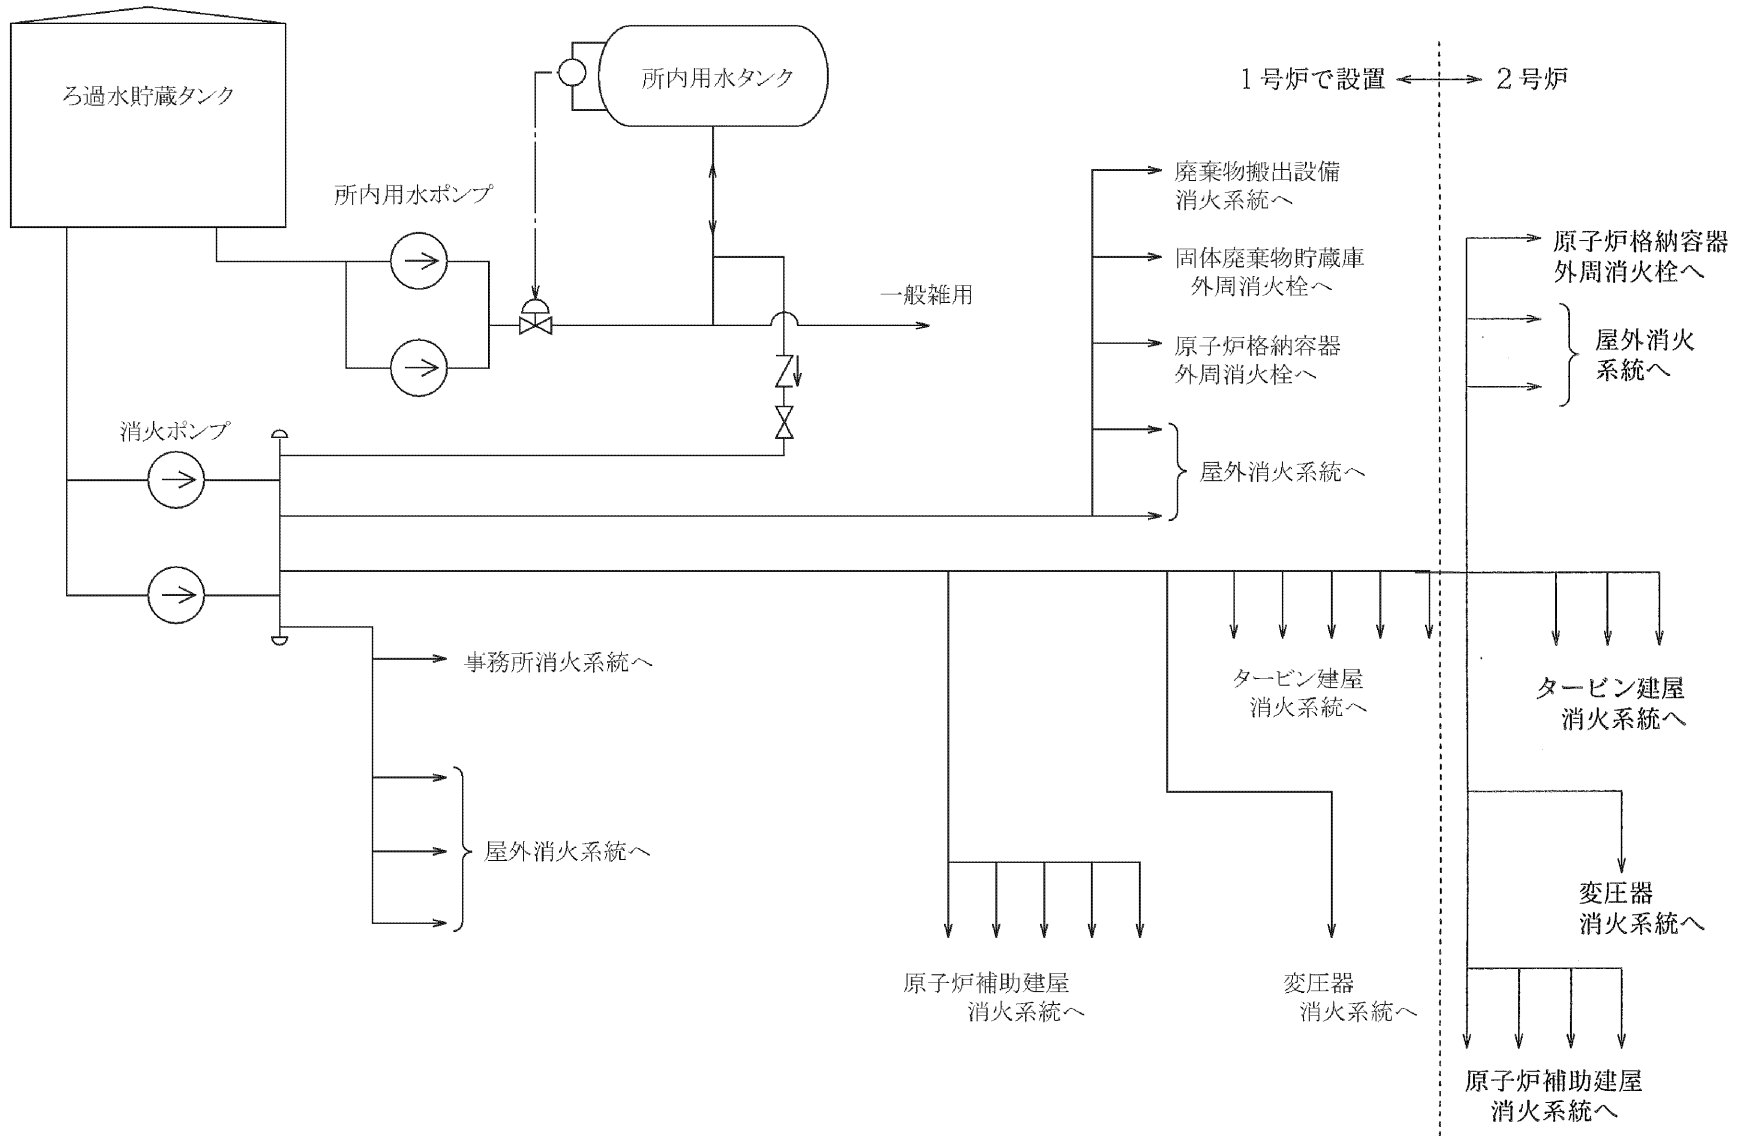 ろ過水貯蔵タンク
所内用水タンク
1号炉で設置
2号炉
所内用水ポンプ
廃棄物搬出設備
消火系統へ
固体廃棄物貯蔵庫
外周消火栓へ
原子炉格納容器
外周消火栓へ
屋外消火系統へ
原子炉格納容器
外周消火栓へ
屋外消火
系統へ
一般雑用
消火ポンプ
事務所消火系統へ
屋外消火系統へ
タービン建屋
消火系統へ
タービン建屋
消火系統へ
原子炉補助建屋
消火系統へ
変圧器
消火系統へ
変圧器
消火系統へ
原子炉補助建屋
消火系統へ